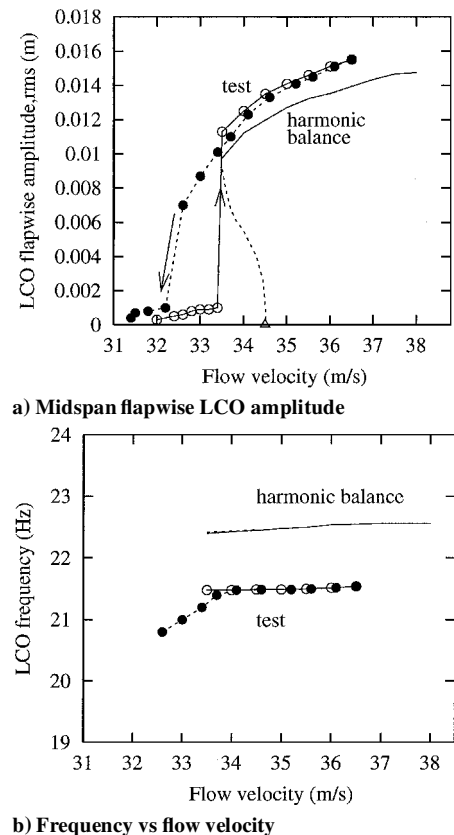 0.018
0.016
0.014
0.012
0.01
0.008
0.006
0.004
0.002
0
LCO flapwise amplitude,rms (m)
test
harmonic
balance
31 32 33 34 35 36 37 38
Flow velocity (m/s)
a) Midspan flapwise LCO amplitude
24
23
22
21
20
19
LCO frequency (Hz)
harmonic balance
test
31 32 33 34 35 36 37 38
Flow velocity (m/s)
b) Frequency vs flow velocity